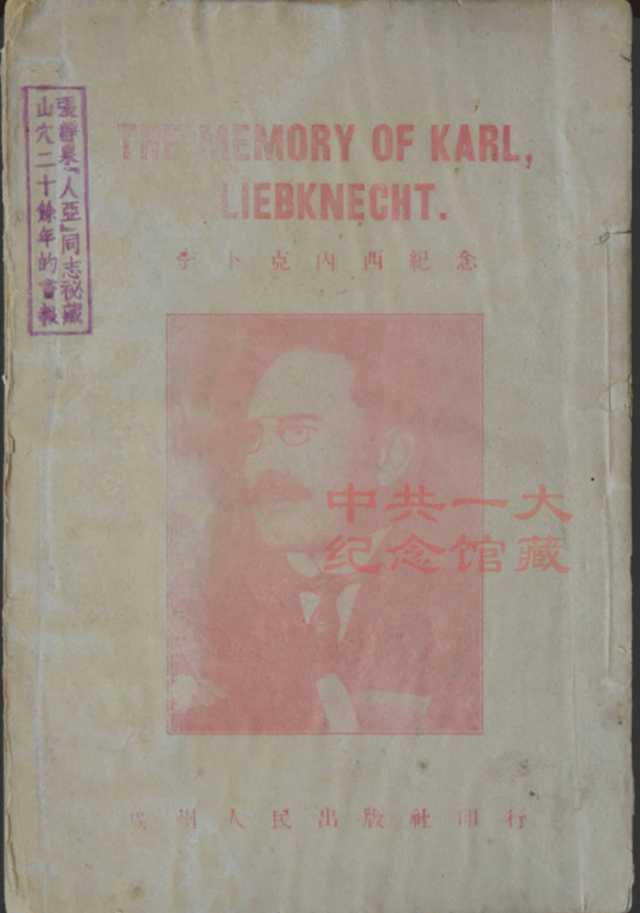 張靜泉『人亞』同志祕藏
山穴二十餘年的書報
THE MEMORY OF KARL,
LIEBKNECHT.
李卜克內西紀念
中共一大
纪念馆藏
廣州人民出版社印行